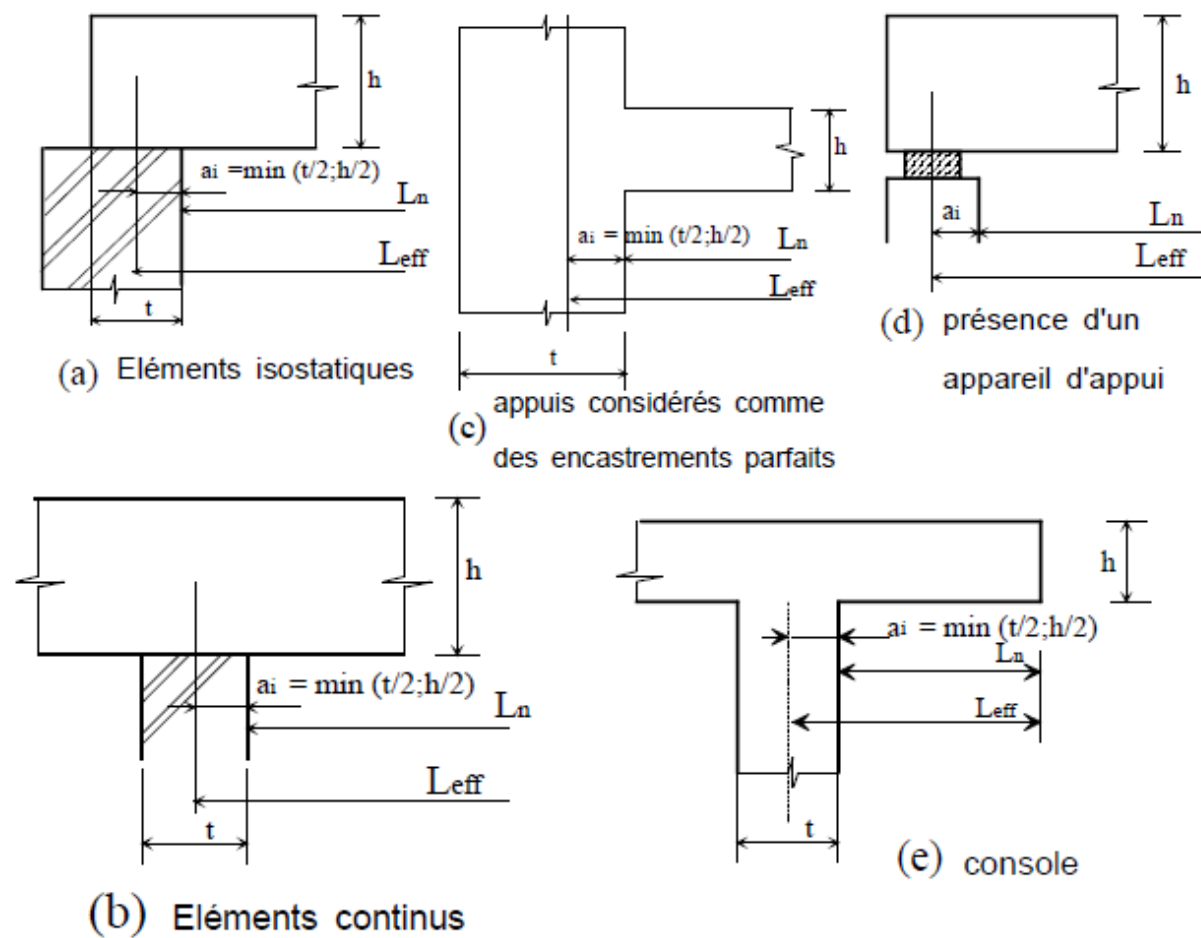 h
ai =min (t/2;h/2)
Ln
Leff
t
(a) Eléments isostatiques
h
ai = min (t/2;h/2)
Ln
Leff
t
(c) appuis considérés comme
des encastrements parfaits
h
ai
Ln
Leff
(d) présence d'un
appareil d'appui
h
ai = min (t/2;h/2)
Ln
Leff
t
(b) Eléments continus
h
ai = min (t/2;h/2)
Ln
Leff
t
(e) console